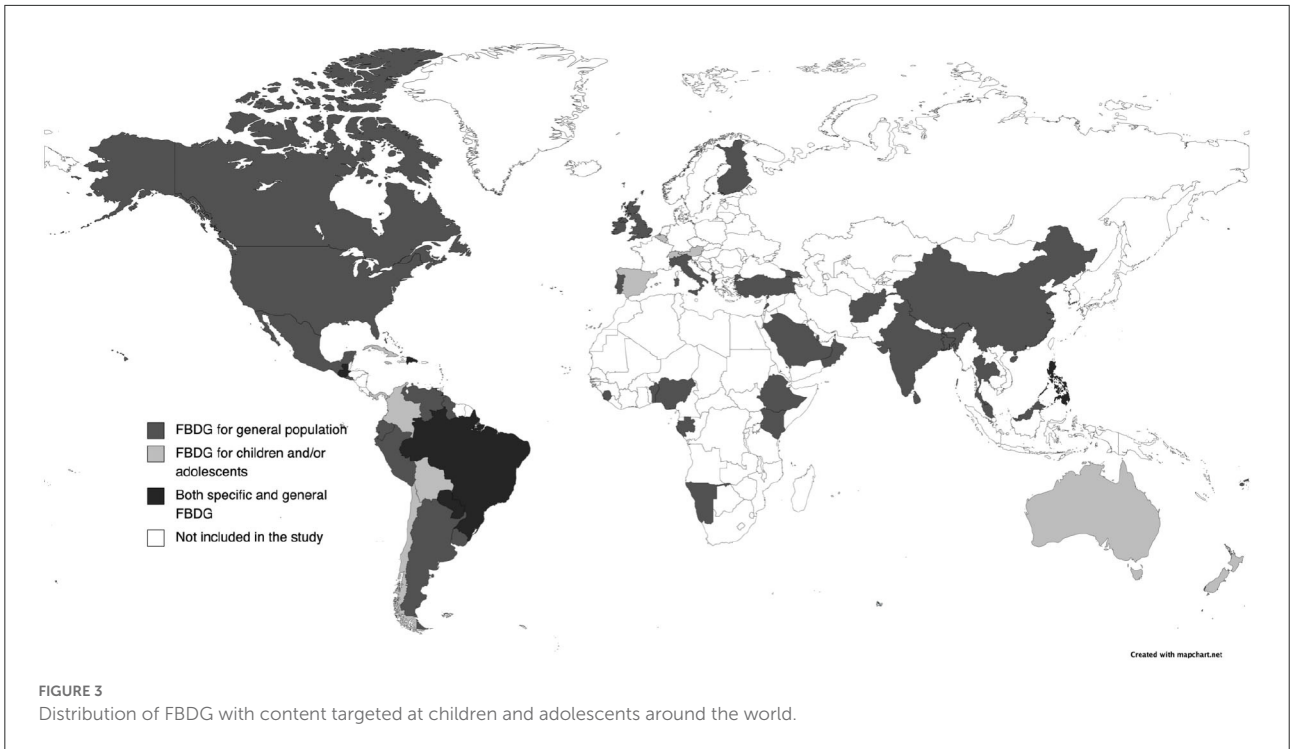 FBDG for general population
FBDG for children and/or
adolescents
Both specific and general
FBDG
Not included in the study
Created with mapchart.net
FIGURE 3
Distribution of FBDG with content targeted at children and adolescents around the world.